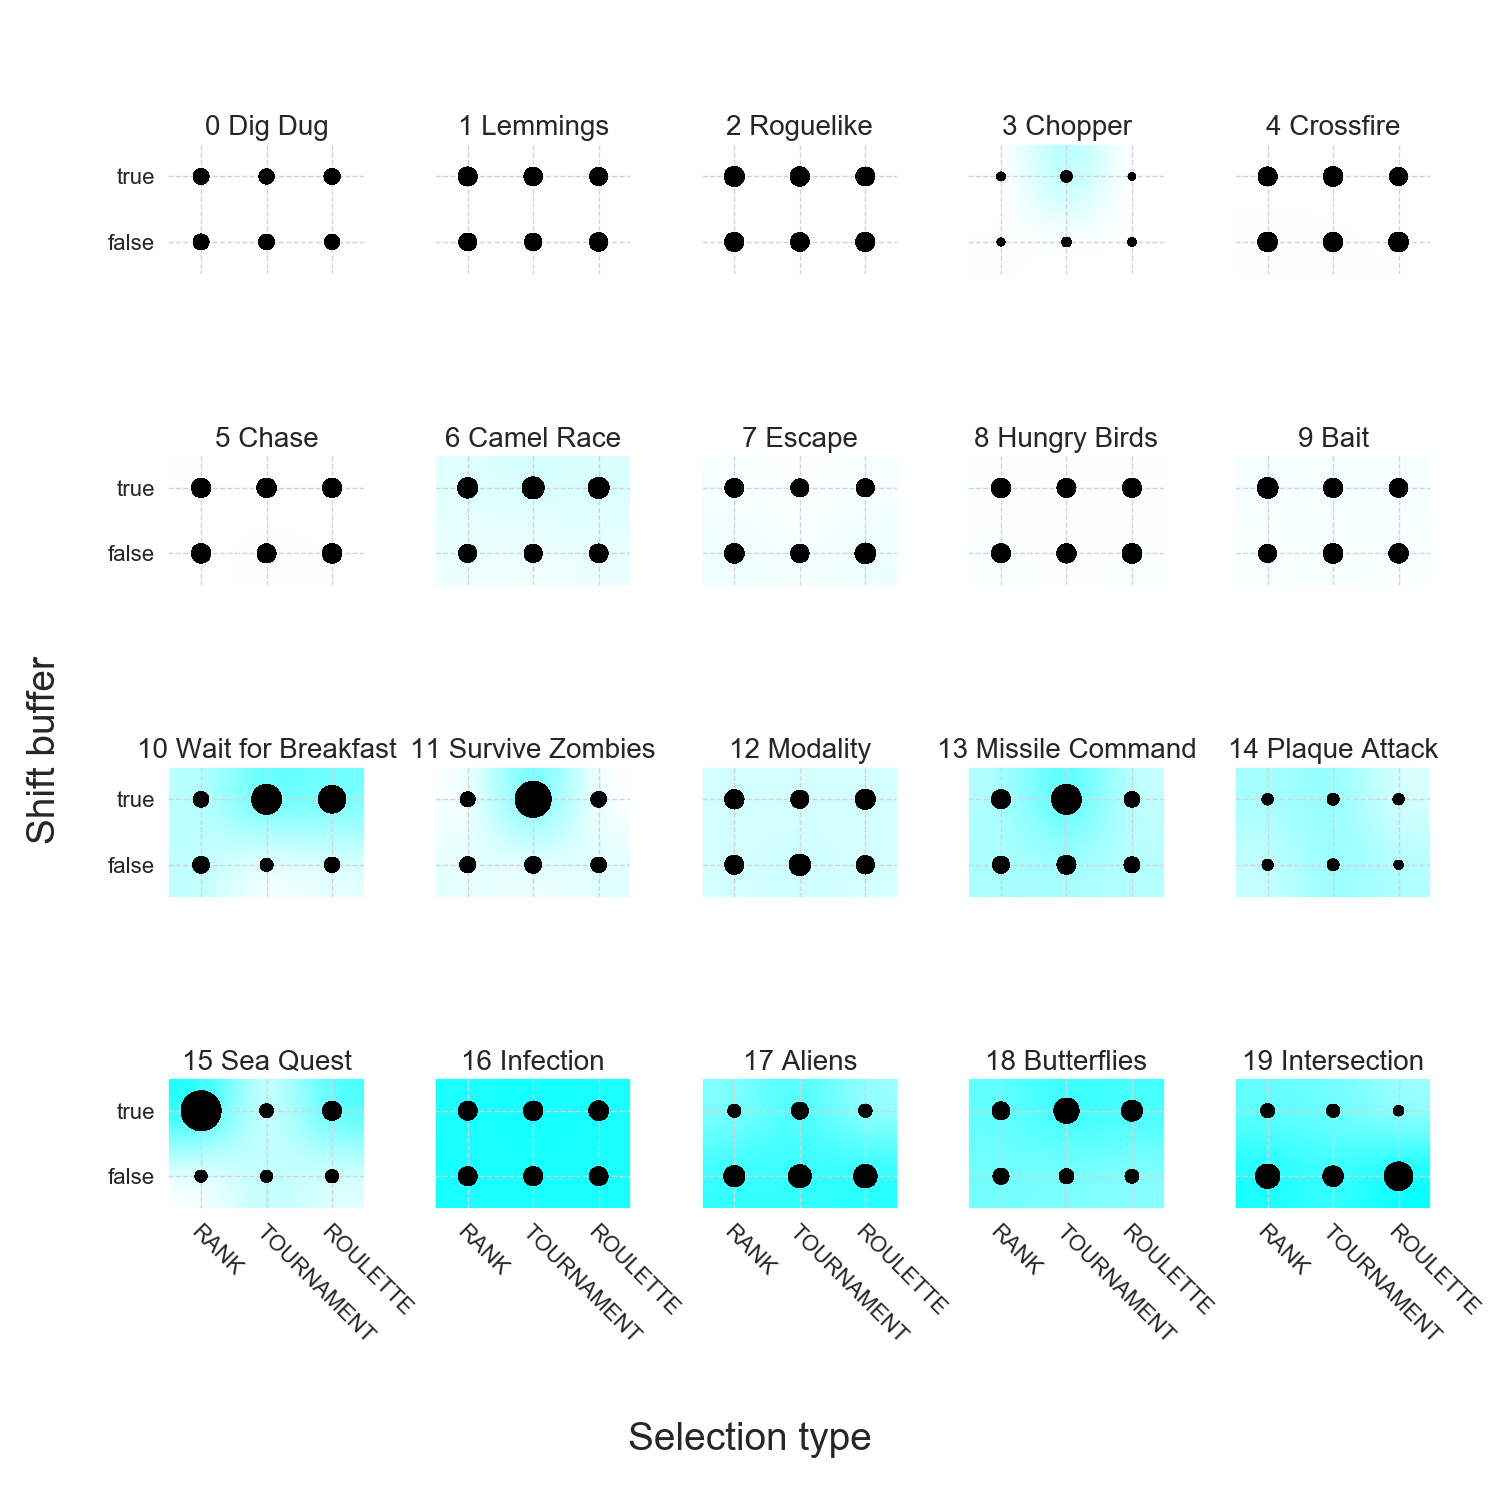 0 Dig Dug
1 Lemmings
2 Roguelike
3 Chopper
4 Crossfire
true
false
5 Chase
6 Camel Race
7 Escape
8 Hungry Birds
9 Bait
true
false
Shift buffer
10 Wait for Breakfast
11 Survive Zombies
12 Modality
13 Missile Command
14 Plaque Attack
true
false
15 Sea Quest
16 Infection
17 Aliens
18 Butterflies
19 Intersection
true
false
RANK
TOURNAMENT
ROULETTE
RANK
TOURNAMENT
ROULETTE
RANK
TOURNAMENT
ROULETTE
RANK
TOURNAMENT
ROULETTE
RANK
TOURNAMENT
ROULETTE
Selection type